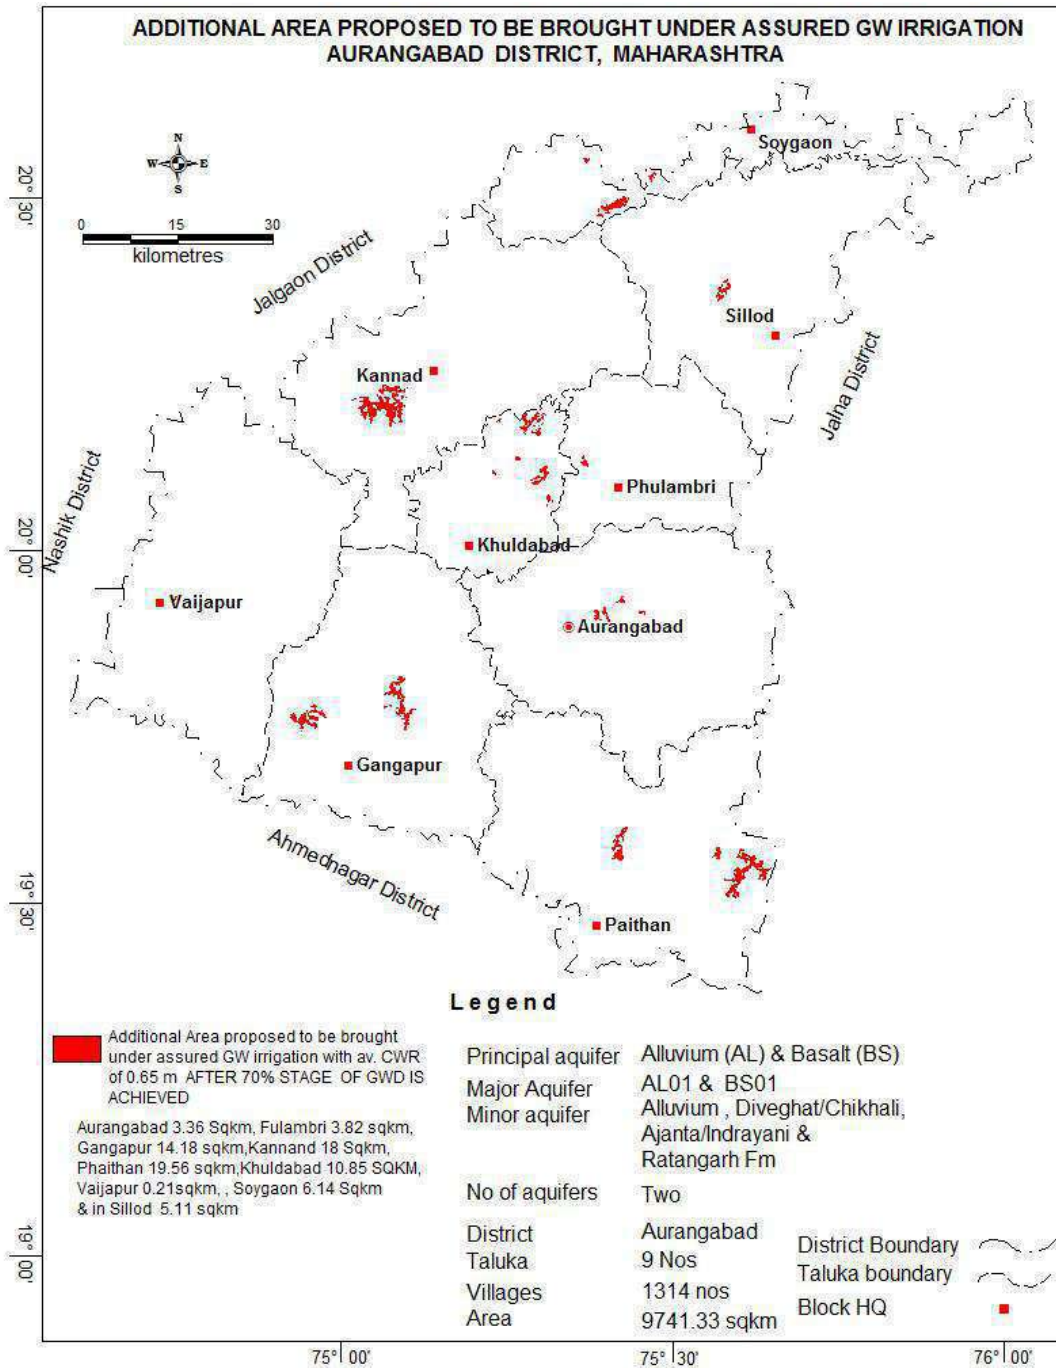 ADDITIONAL AREA PROPOSED TO BE BROUGHT UNDER ASSURED GW IRRIGATION
AURANGABAD DISTRICT, MAHARASHTRA
N
W
E
S
0 15 30
kilometres
20° 30'
20° 00'
19° 30'
19° 00'
Soygaon
Jalgaon District
Sillod
Jalna District
Kannad
Nashik District
Phulambri
Khuldabad
Vaijapur
Aurangabad
Gangapur
Ahmednagar District
Paithan
Legend
Additional Area proposed to be brought
under assured GW irrigation with av. CWR
of 0.65 m AFTER 70% STAGE OF GWD IS
ACHIEVED
Aurangabad 3.36 Sqkm, Fulambri 3.82 sqkm,
Gangapur 14.18 sqkm,Kannand 18 Sqkm,
Phaithan 19.56 sqkm,Khuldabad 10.85 SQKM,
Vaijapur 0.21sqkm, , Soygaon 6.14 Sqkm
& in Sillod 5.11 sqkm
Principal aquifer Alluvium (AL) & Basalt (BS)
Major Aquifer AL01 & BS01
Minor aquifer Alluvium , Diveghat/Chikhali,
Ajanta/Indrayani &
Ratangarh Fm
No of aquifers Two
District Aurangabad
Taluka 9 Nos
Villages 1314 nos
Area 9741.33 sqkm
District Boundary
Taluka boundary
Block HQ
75° 00' 75° 30' 76° 00'